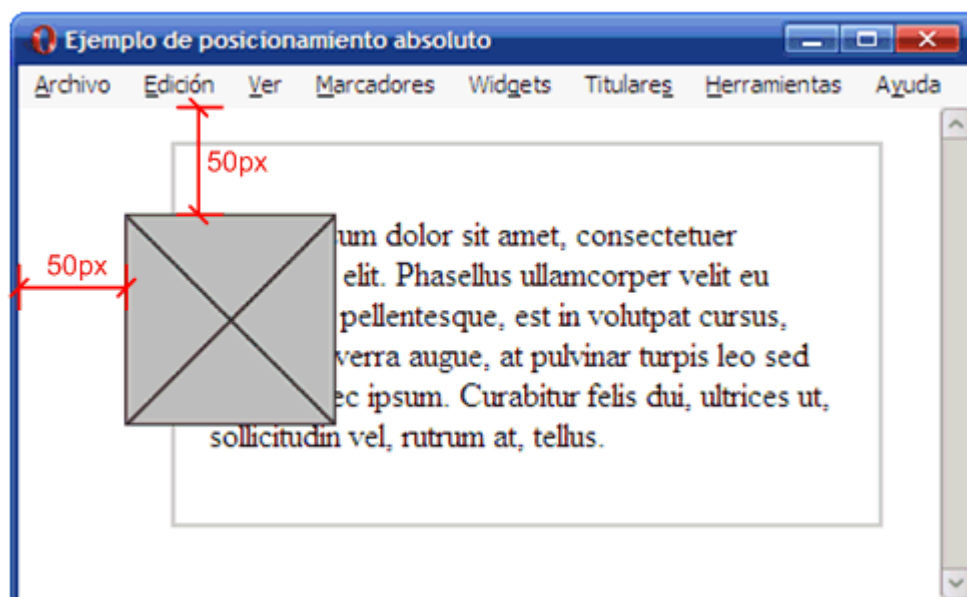 Ejemplo de posicionamiento absoluto
Archivo Edición Ver Marcadores Widgets Titulares Herramientas Ayuda
50px
50px
um dolor sit amet, consectetuer
elit. Phasellus ullamcorper velit eu
pellentesque, est in volutpat cursus,
verra augue, at pulvinar turpis leo sed
ec ipsum. Curabitur felis dui, ultrices ut,
sollicitudin vel, rutrum at, tellus.